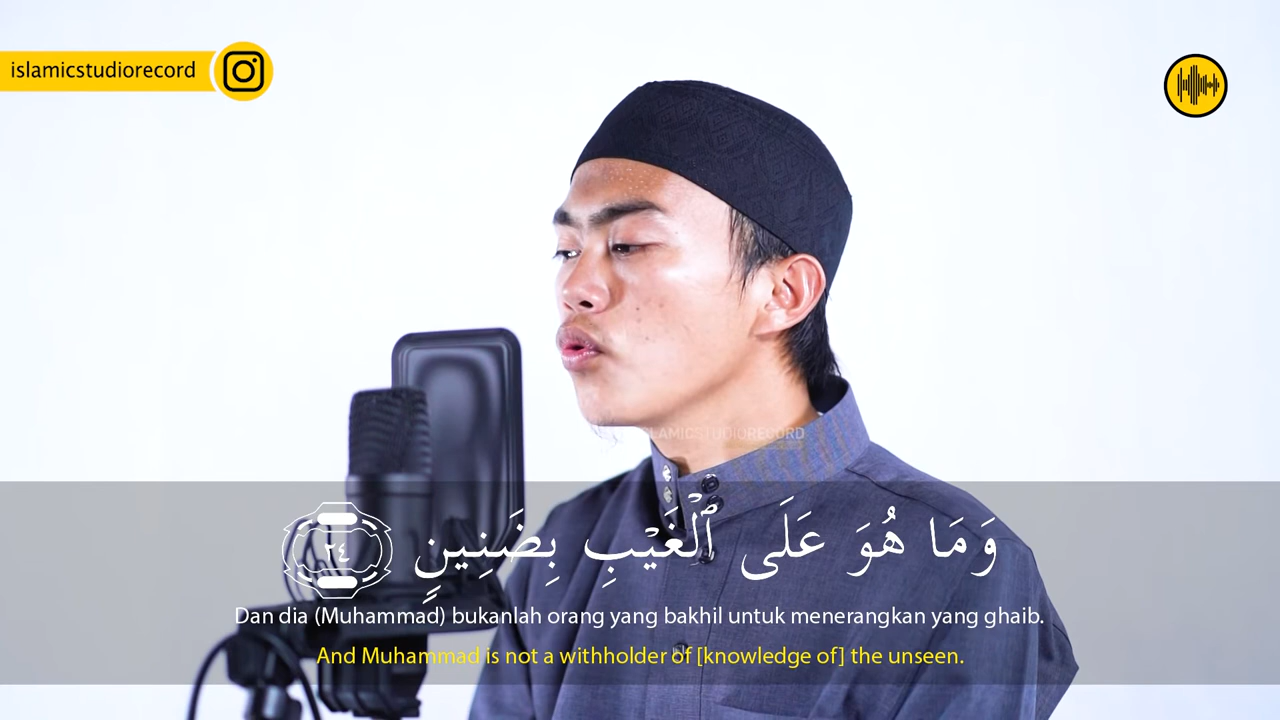 islamicstudiorecord
ISLAMICSTUDIORECORD
وَمَا هُوَ عَلَى ٱلْغَيْبِ بِضَنِينٍ ٢٤
Dan dia (Muhammad) bukanlah orang yang bakhil untuk menerangkan yang ghaib.
And Muhammad is not a withholder of [knowledge of] the unseen.